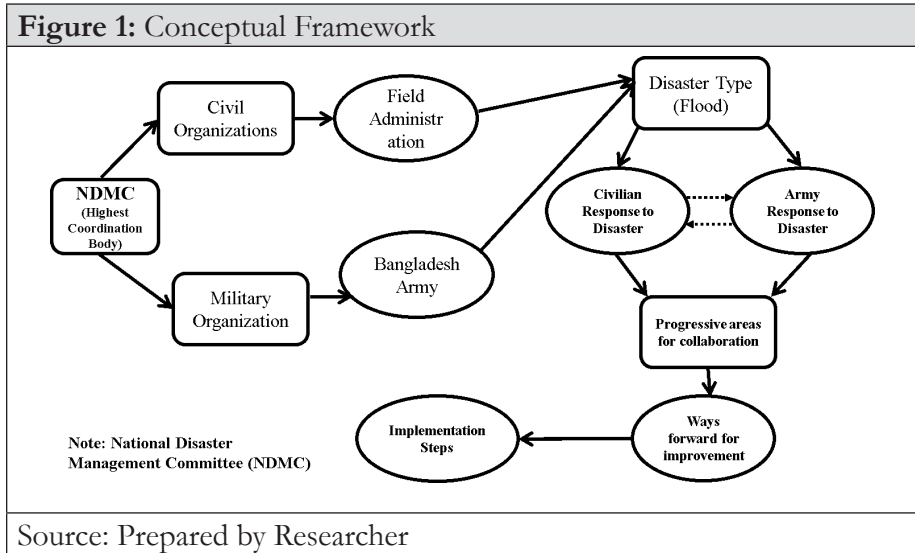 Figure 1: Conceptual Framework
Civil
Organizations
Field
Administr
ation
Disaster Type
(Flood)
NDMC
(Highest
Coordination
Body)
Civilian
Response to
Disaster
Army
Response to
Disaster
Military
Organization
Bangladesh
Army
Progressive areas
for collaboration
Ways
forward for
improvement
Implementation
Steps
Note: National Disaster
Management Committee (NDMC)
Source: Prepared by Researcher